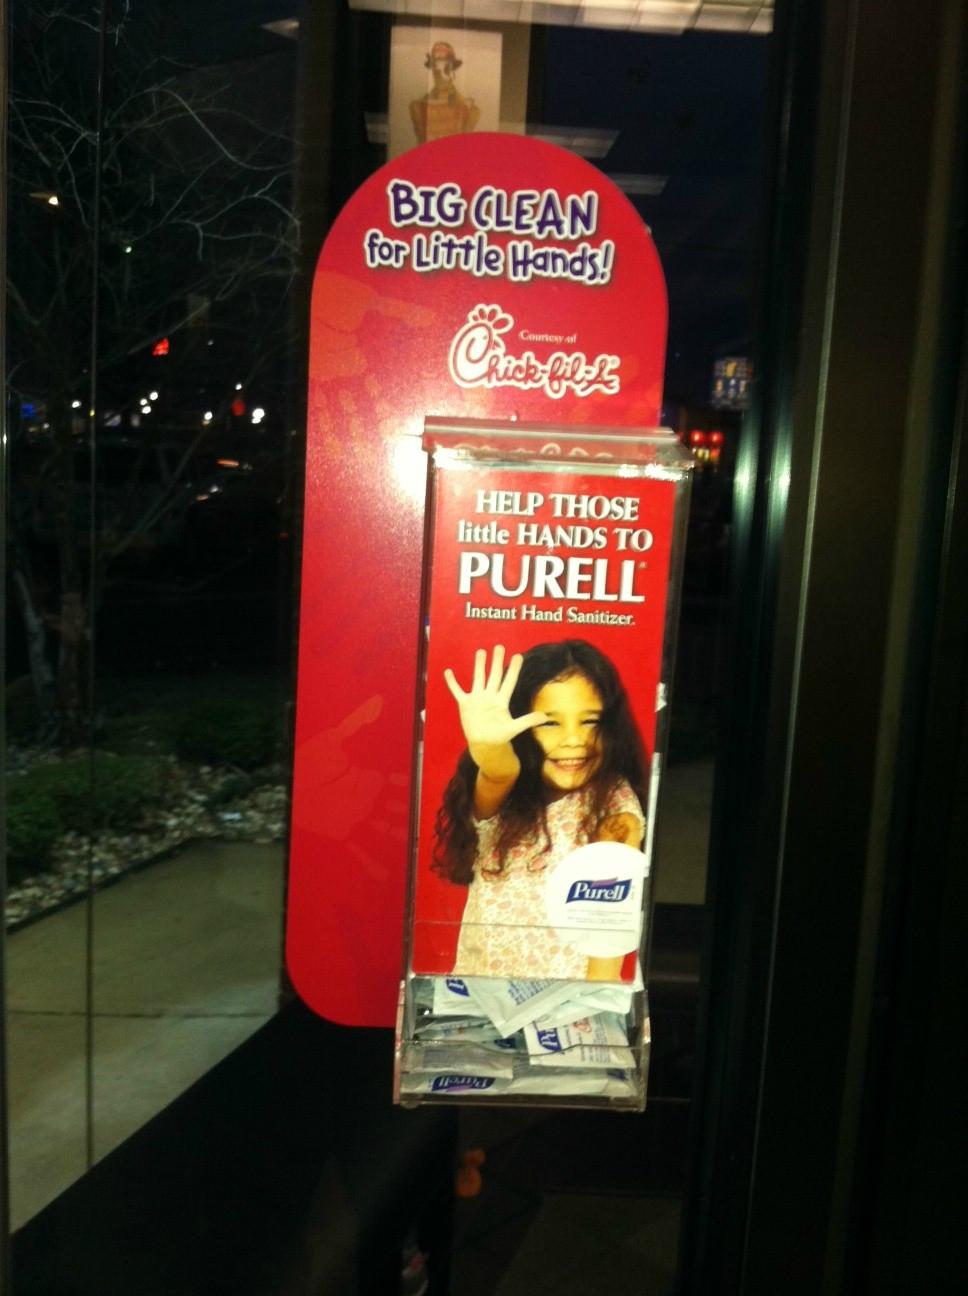 BIG CLEAN
for Little Hands!
Courtesy of
Chick-fil-A®
HELP THOSE
little HANDS TO
PURELL®
Instant Hand Sanitizer.
Purell
Purell